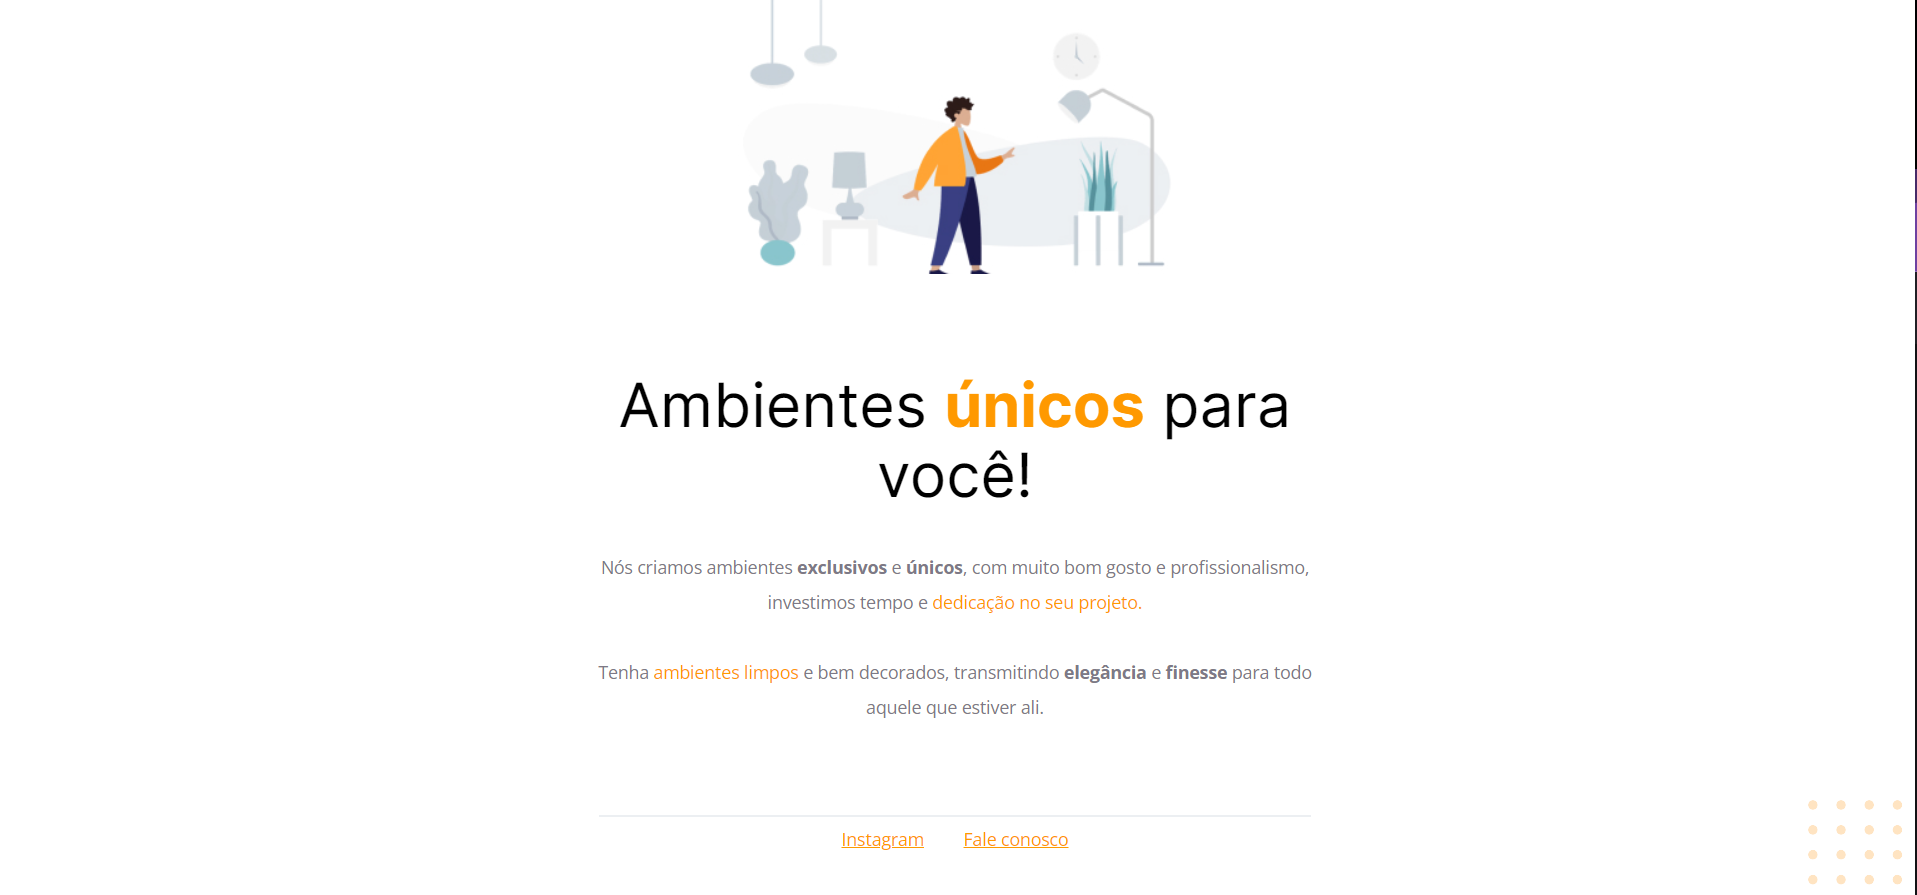 Ambientes únicos para
você!
Nós criamos ambientes exclusivos e únicos, com muito bom gosto e profissionalismo,
investimos tempo e dedicação no seu projeto.
Tenha ambientes limpos e bem decorados, transmitindo elegância e finesse para todo
aquele que estiver ali.
Instagram Fale conosco